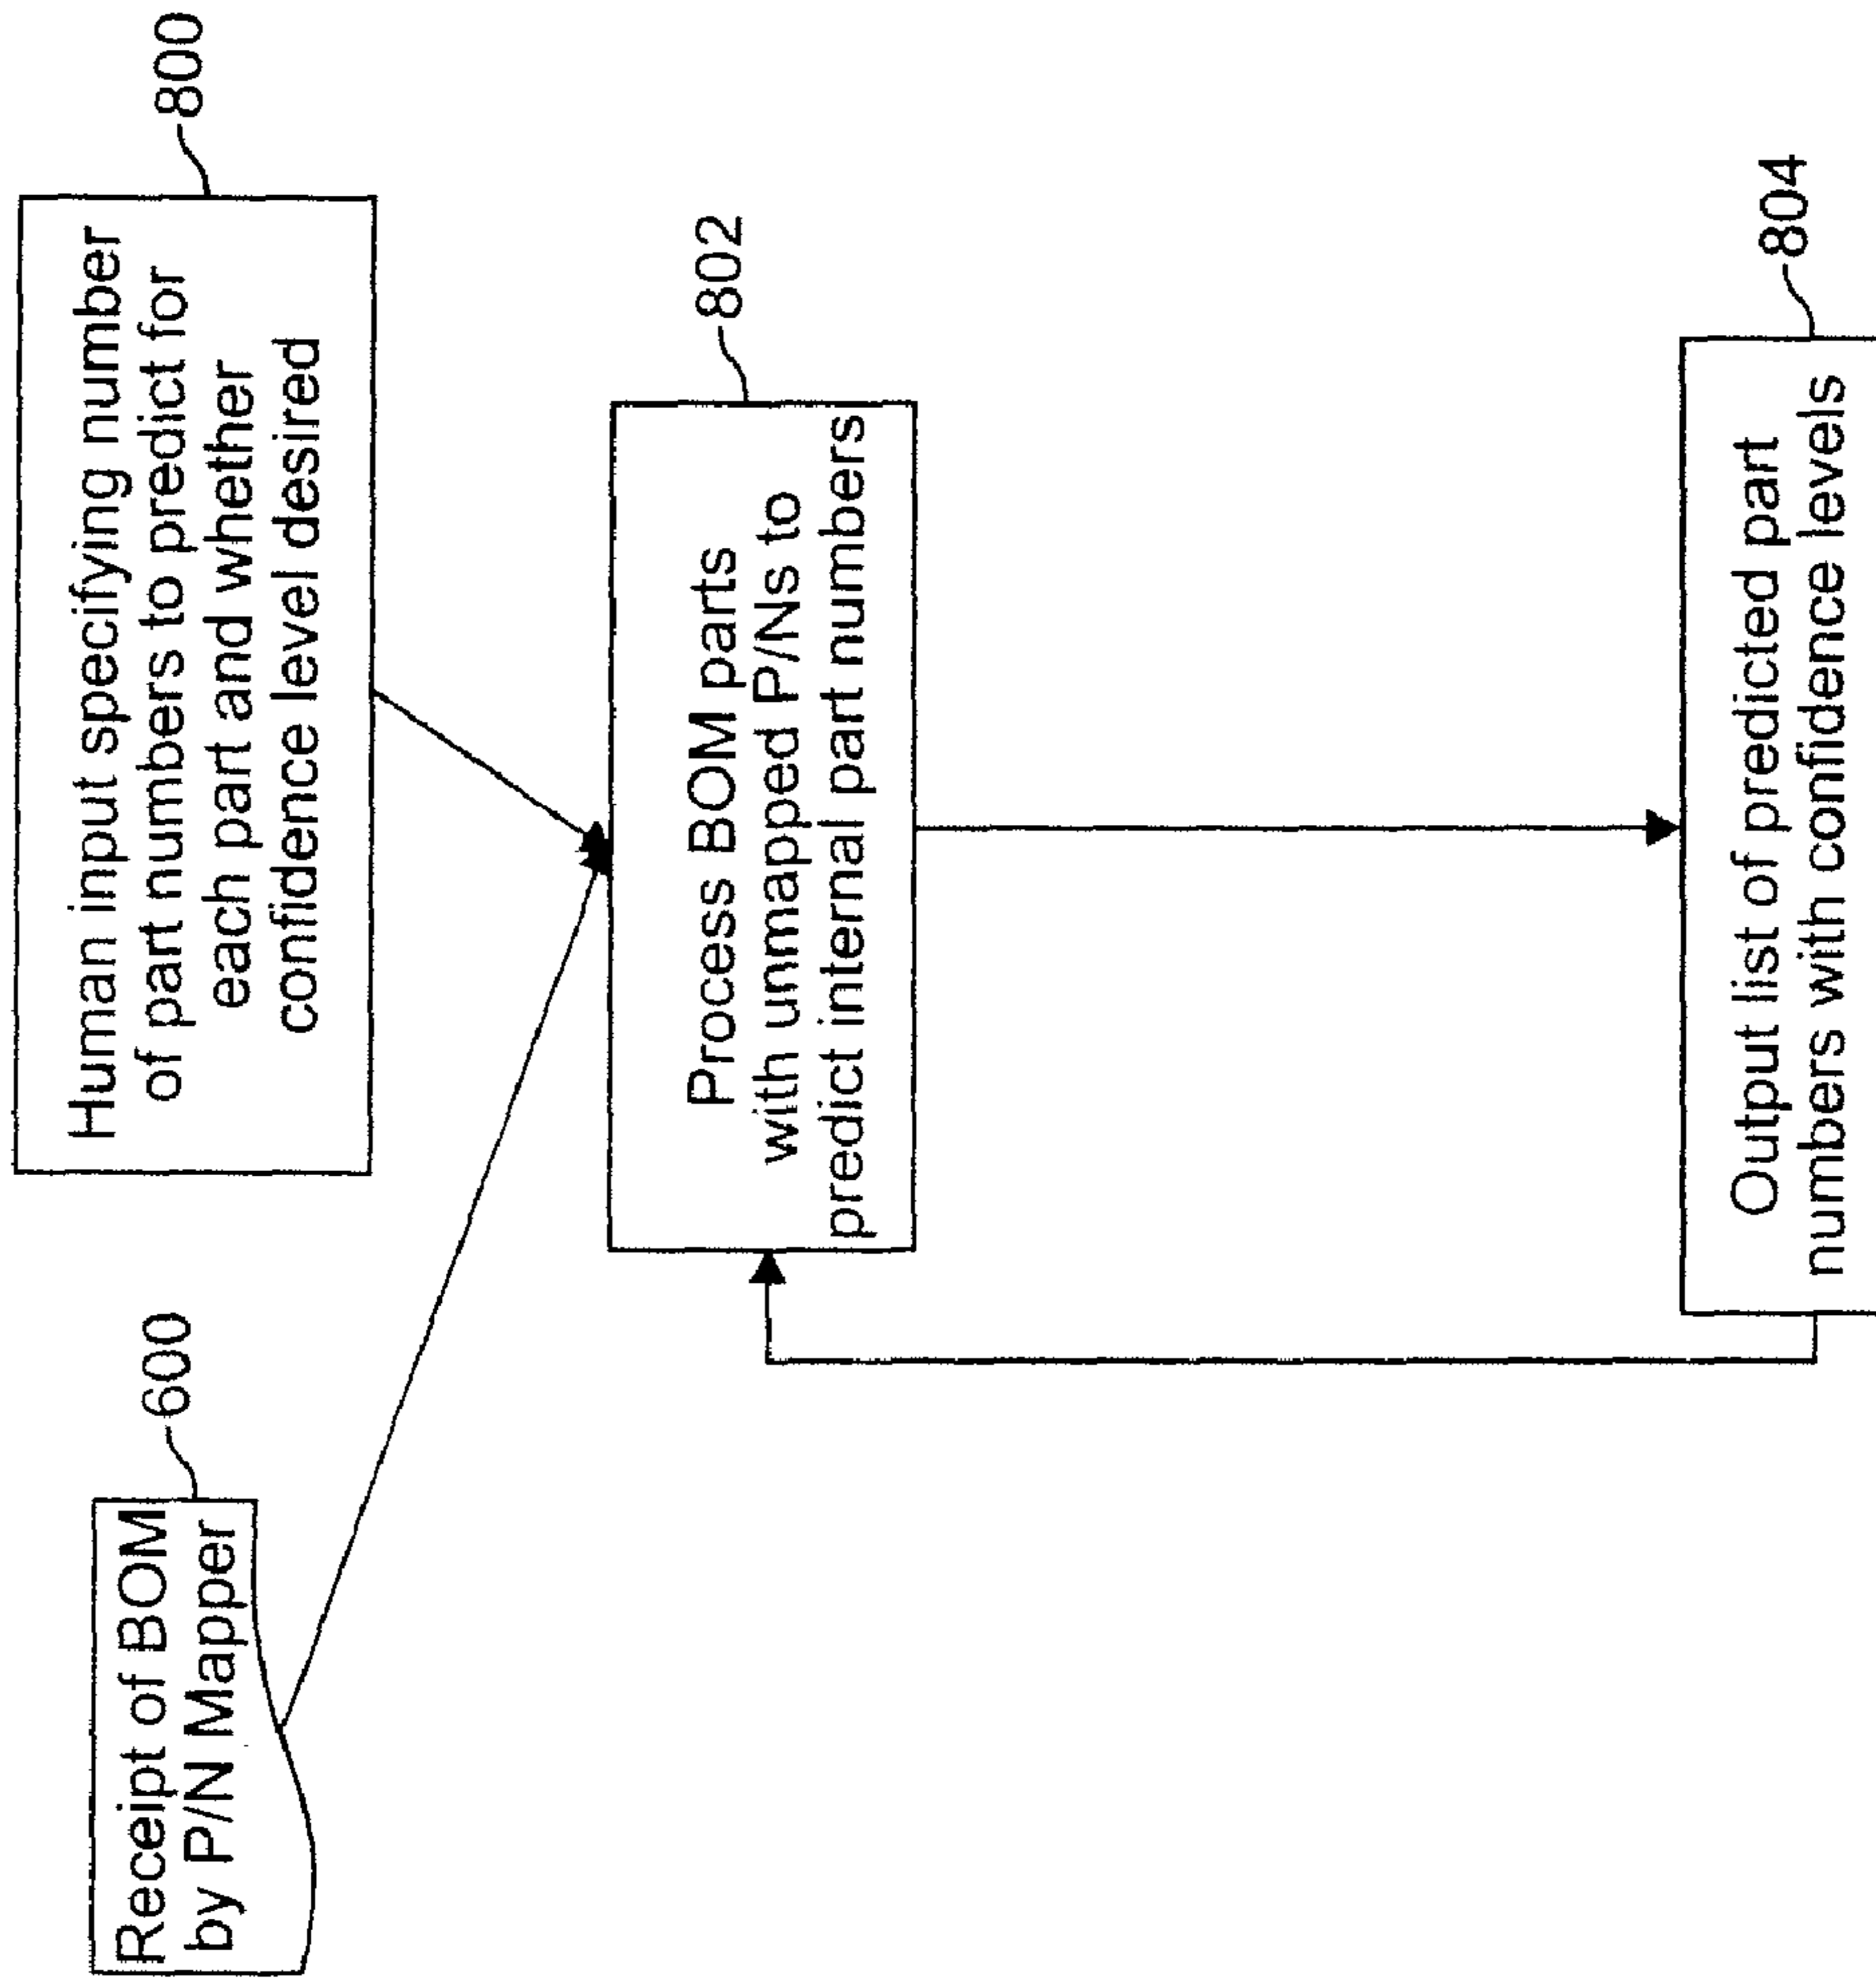 Receipt of BOM
by P/N Mapper
600
Human input specifying number
of part numbers to predict for
each part and whether
confidence level desired
800
Process BOM parts
with unmapped P/Ns to
predict internal part numbers
802
Output list of predicted part
numbers with confidence levels
804